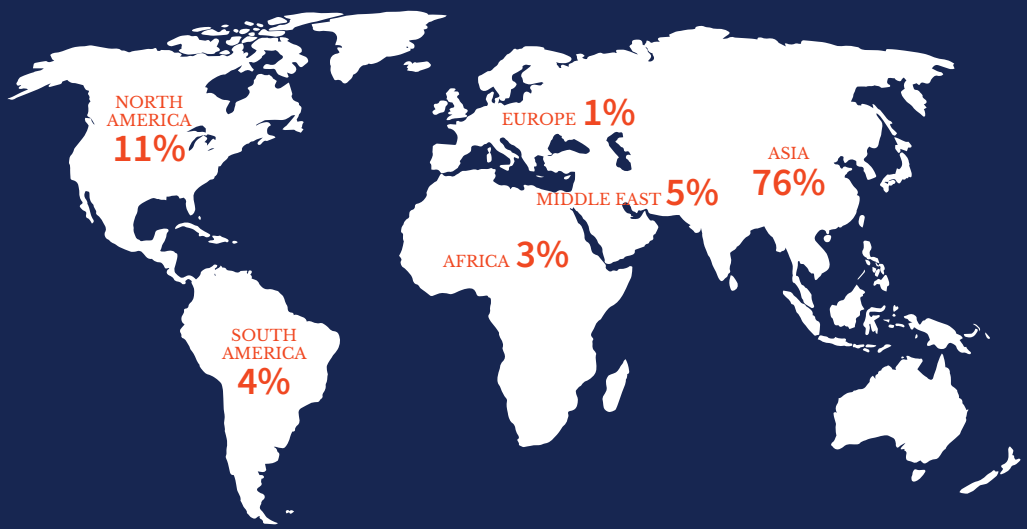 NORTH
AMERICA
11%
EUROPE 1%
ASIA
76%
MIDDLE EAST 5%
AFRICA 3%
SOUTH
AMERICA
4%